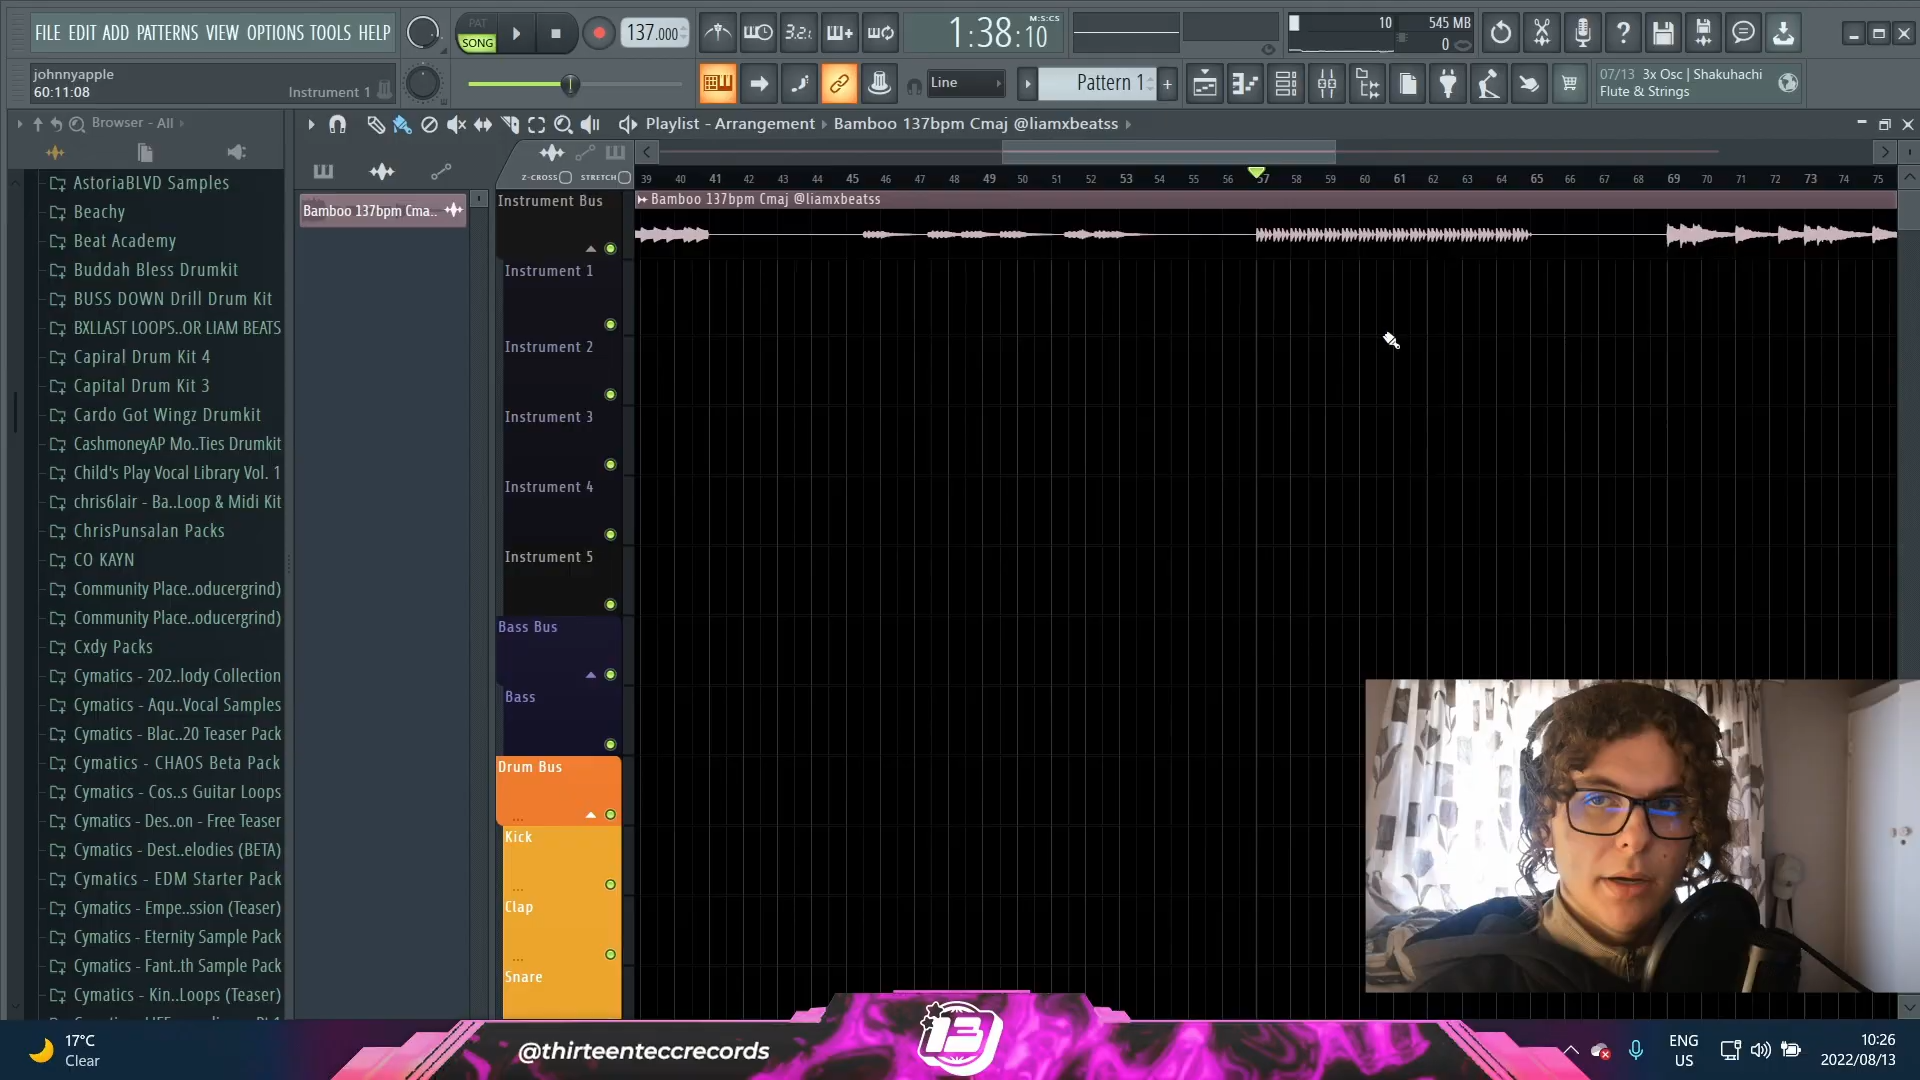 FILE EDIT ADD PATTERNS VIEW OPTIONS TOOLS HELP
PAT
SONG
137.000
3.2.
1:38:10
M:S:CS
10
545 MB
0
johnnyapple
60:11:08
Instrument 1
Line
Pattern 1
+
07/13 3x Osc | Shakuhachi
Flute & Strings
Browser - All
Playlist - Arrangement
Bamboo 137bpm Cmaj @liamxbeatss
Z-CROSS
STRETCH
39 40 41 42 43 44 45 46 47 48 49 50 51 52 53 54 55 56 57 58 59 60 61 62 63 64 65 66 67 68 69 70 71 72 73 74 75
AstoriaBLVD Samples
Beachy
Beat Academy
Buddah Bless Drumkit
BUSS DOWN Drill Drum Kit
BXLLAST LOOPS..OR LIAM BEATS
Capiral Drum Kit 4
Capital Drum Kit 3
Cardo Got Wingz Drumkit
CashmoneyAP Mo..Ties Drumkit
Child's Play Vocal Library Vol. 1
chris6lair - Ba..Loop & Midi Kit
ChrisPunsalan Packs
CO KAYN
Community Place..oducergrind)
Community Place..oducergrind)
Cxdy Packs
Cymatics - 202..lody Collection
Cymatics - Aqu..Vocal Samples
Cymatics - Blac..20 Teaser Pack
Cymatics - CHAOS Beta Pack
Cymatics - Cos..s Guitar Loops
Cymatics - Des..on - Free Teaser
Cymatics - Dest..elodies (BETA)
Cymatics - EDM Starter Pack
Cymatics - Empe..ssion (Teaser)
Cymatics - Eternity Sample Pack
Cymatics - Fant..th Sample Pack
Cymatics - Kin..Loops (Teaser)
Bamboo 137bpm Cma..
Instrument Bus
Bamboo 137bpm Cmaj @liamxbeatss
Instrument 1
Instrument 2
Instrument 3
Instrument 4
Instrument 5
Bass Bus
Bass
Drum Bus
...
Kick
...
Clap
...
Snare
17°C
Clear
@thirteenteccrecords
13
ENG
US
10:26
2022/08/13